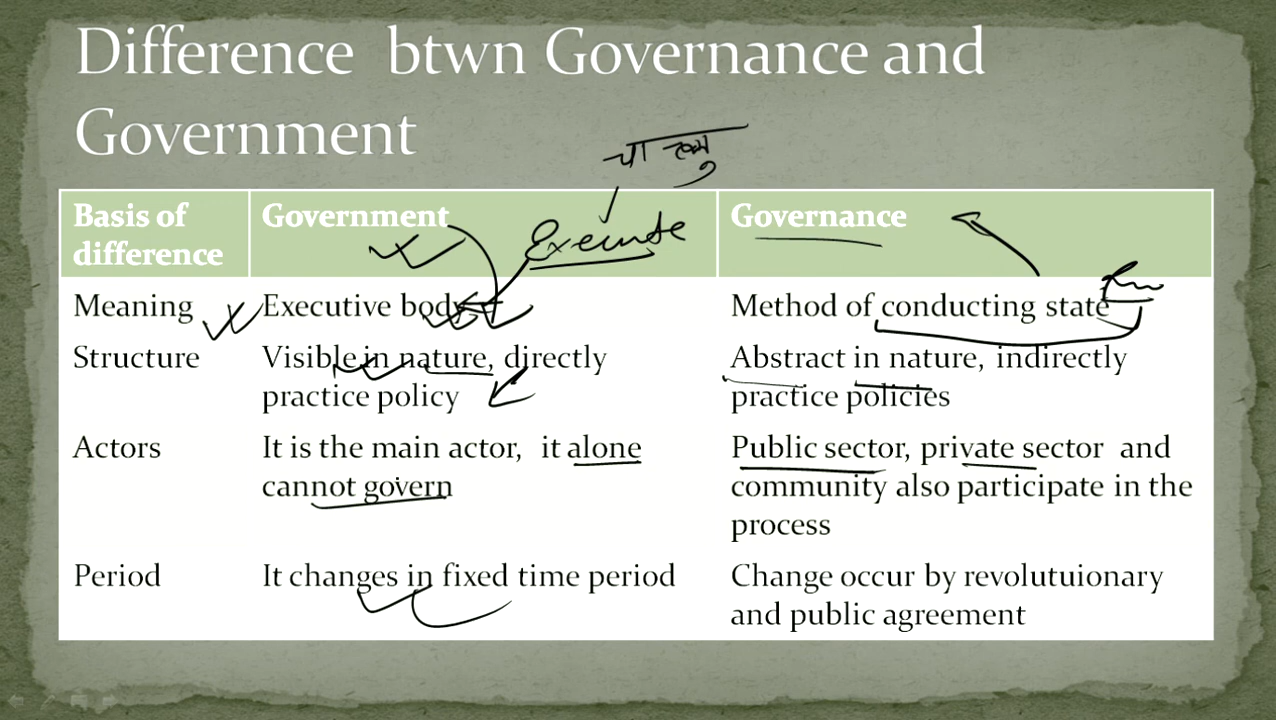 Difference btwn Governance and
Government
Execute
Basis of
difference
Government
Governance
Meaning
Executive body
Method of conducting state
Structure
Visible in nature, directly
practice policy
Abstract in nature, indirectly
practice policies
Actors
It is the main actor, it alone
cannot govern
Public sector, private sector and
community also participate in the
process
Period
It changes in fixed time period
Change occur by revolutuionary
and public agreement